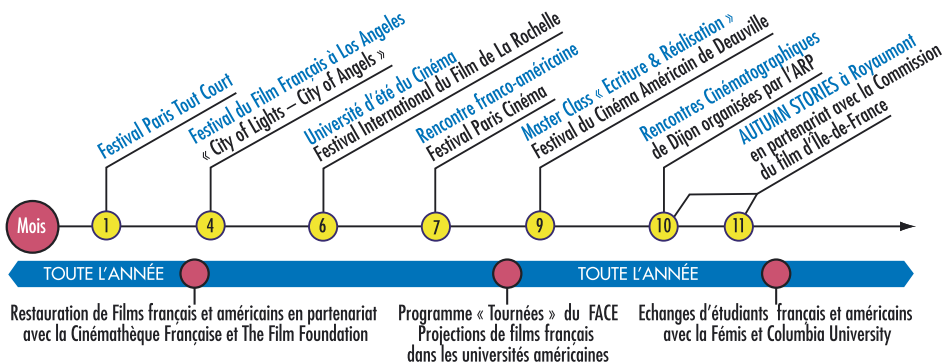 Festival Paris Tout Court
Festival du Film Français à Los Angeles
« City of Lights – City of Angels »
Université d'été du Cinéma
Festival International du Film de La Rochelle
Rencontre franco-américaine
Festival Paris Cinéma
Master Class « Ecriture & Réalisation »
Festival du Cinéma Américain de Deauville
Rencontres Cinématographiques
de Dijon organisées par l'ARP
AUTUMN STORIES à Royaumont
en partenariat avec la Commission
du film d'Ile-de-France
Mois
1
4
6
7
9
10
11
TOUTE L'ANNÉE
TOUTE L'ANNÉE
Restauration de Films français et américains en partenariat
avec la Cinémathèque Française et The Film Foundation
Programme « Tournées » du FACE
Projections de films français
dans les universités américaines
Echanges d'étudiants français et américains
avec la Fémis et Columbia University